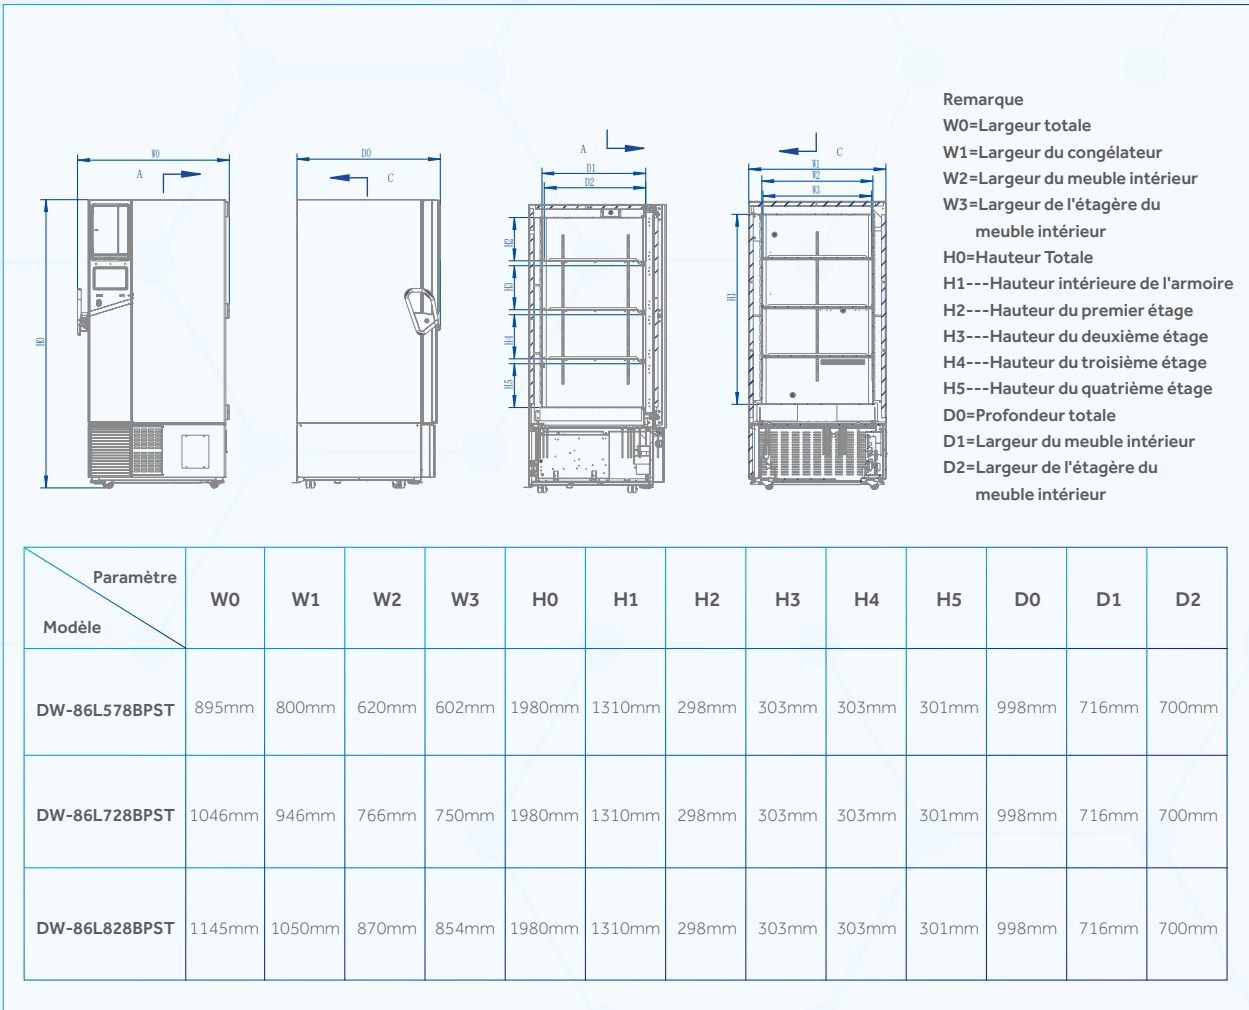 W0
A
H0
D0
C
A
D1
D2
H2
H3
H4
H5
C
W1
W2
W3
H1
Remarque
W0=Largeur totale
W1=Largeur du congélateur
W2=Largeur du meuble intérieur
W3=Largeur de l'étagère du
meuble intérieur
H0=Hauteur Totale
H1---Hauteur intérieure de l'armoire
H2---Hauteur du premier étage
H3---Hauteur du deuxième étage
H4---Hauteur du troisième étage
H5---Hauteur du quatrième étage
D0=Profondeur totale
D1=Largeur du meuble intérieur
D2=Largeur de l'étagère du
meuble intérieur
Paramètre
Modèle
W0 W1 W2 W3 H0 H1 H2 H3 H4 H5 D0 D1 D2
DW-86L578BPST 895mm 800mm 620mm 602mm 1980mm 1310mm 298mm 303mm 303mm 301mm 998mm 716mm 700mm
DW-86L728BPST 1046mm 946mm 766mm 750mm 1980mm 1310mm 298mm 303mm 303mm 301mm 998mm 716mm 700mm
DW-86L828BPST 1145mm 1050mm 870mm 854mm 1980mm 1310mm 298mm 303mm 303mm 301mm 998mm 716mm 700mm